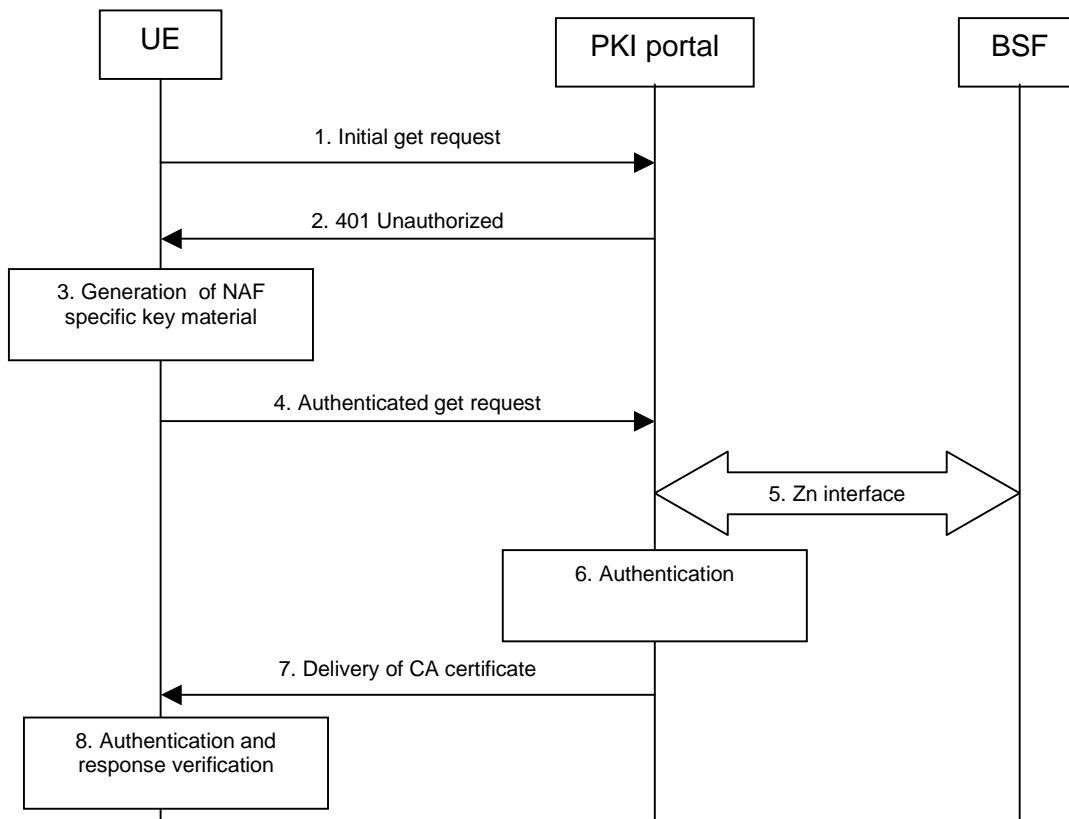 UE
PKI portal
BSF
1. Initial get request
2. 401 Unauthorized
3. Generation of NAF
specific key material
4. Authenticated get request
5. Zn interface
6. Authentication
7. Delivery of CA certificate
8. Authentication and
response verification